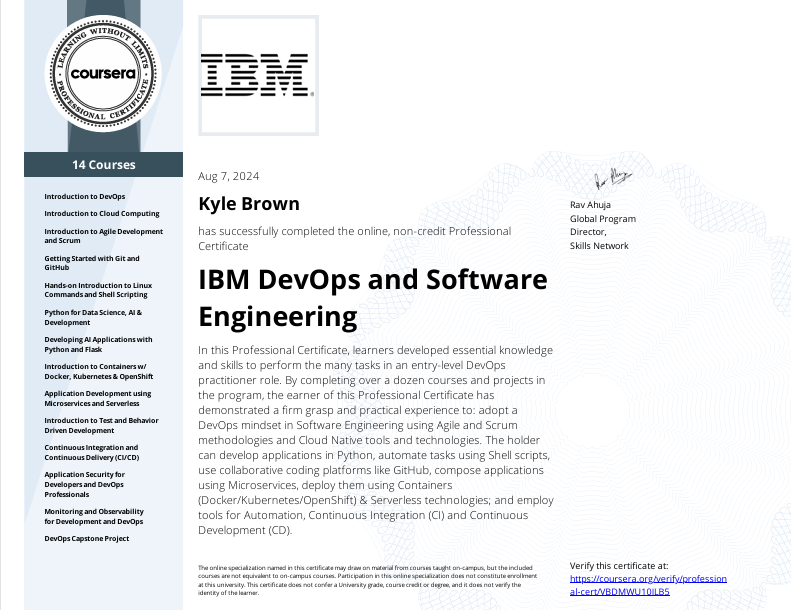 LEARNING WITHOUT LIMITS
coursera
PROFESSIONAL CERTIFICATE
14 Courses
Introduction to DevOps
Introduction to Cloud Computing
Introduction to Agile Development
and Scrum
Getting Started with Git and
GitHub
Hands-on Introduction to Linux
Commands and Shell Scripting
Python for Data Science, AI &
Development
Developing AI Applications with
Python and Flask
Introduction to Containers w/
Docker, Kubernetes & OpenShift
Application Development using
Microservices and Serverless
Introduction to Test and Behavior
Driven Development
Continuous Integration and
Continuous Delivery (CI/CD)
Application Security for
Developers and DevOps
Professionals
Monitoring and Observability
for Development and DevOps
DevOps Capstone Project
IBM
Aug 7, 2024
Kyle Brown
has successfully completed the online, non-credit Professional
Certificate
IBM DevOps and Software
Engineering
In this Professional Certificate, learners developed essential knowledge
and skills to perform the many tasks in an entry-level DevOps
practitioner role. By completing over a dozen courses and projects in
the program, the earner of this Professional Certificate has
demonstrated a firm grasp and practical experience to: adopt a
DevOps mindset in Software Engineering using Agile and Scrum
methodologies and Cloud Native tools and technologies. The holder
can develop applications in Python, automate tasks using Shell scripts,
use collaborative coding platforms like GitHub, compose applications
using Microservices, deploy them using Containers
(Docker/Kubernetes/OpenShift) & Serverless technologies; and employ
tools for Automation, Continuous Integration (CI) and Continuous
Development (CD).
The online specialization named in this certificate may draw on material from courses taught on-campus, but the included
courses are not equivalent to on-campus courses. Participation in this online specialization does not constitute enrollment
at this university. This certificate does not confer a University grade, course credit or degree, and it does not verify the
identity of the learner.
Rav Ahuja
Rav Ahuja
Global Program
Director,
Skills Network
Verify this certificate at:
https://coursera.org/verify/profession
al-cert/VBDMWU10ILB5